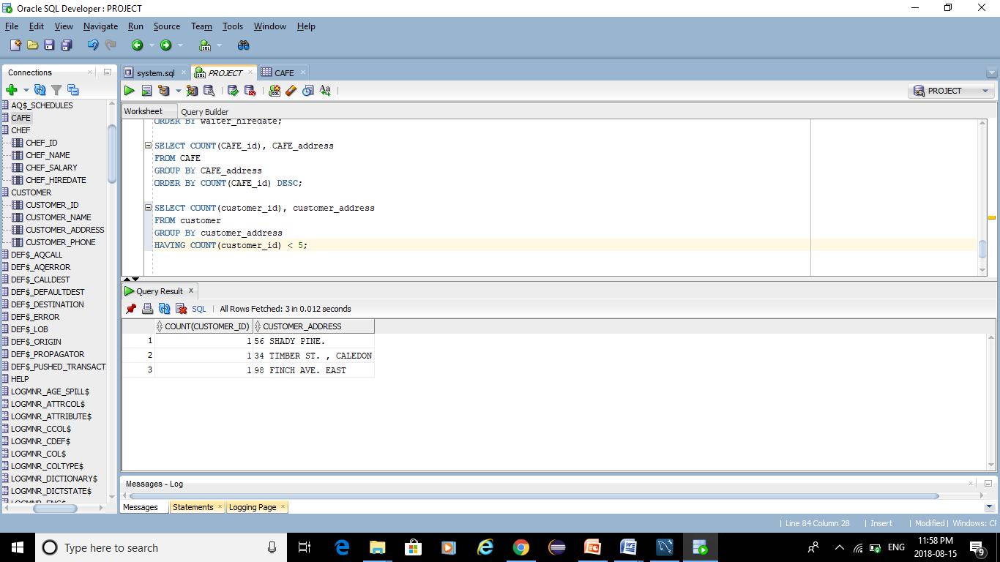 Oracle SQL Developer : PROJECT
File Edit View Navigate Run Source Team Tools Window Help
Connections
system.sql PROJECT CAFE
PROJECT
AQ$_SCHEDULES
CAFE
CHEF
CHEF_ID
CHEF_NAME
CHEF_SALARY
CHEF_HIREDATE
CUSTOMER
CUSTOMER_ID
CUSTOMER_NAME
CUSTOMER_ADDRESS
CUSTOMER_PHONE
DEF$_AQCALL
DEF$_AQERROR
DEF$_CALLDEST
DEF$_DEFAULTDEST
DEF$_DESTINATION
DEF$_ERROR
DEF$_LOB
DEF$_ORIGIN
DEF$_PROPAGATOR
DEF$_PUSHED_TRANSACT
HELP
LOGMNR_AGE_SPILL$
LOGMNR_ATTRCOL$
LOGMNR_ATTRIBUTE$
LOGMNR_CCOL$
LOGMNR_CDEF$
LOGMNR_COL$
LOGMNR_COLTYPE$
LOGMNR_DICTIONARY$
LOGMNR_DICTSTATE$
LOGMNR_ENC$
Worksheet Query Builder
ORDER BY waiter_hiredate;
SELECT COUNT(CAFE_id), CAFE_address
FROM CAFE
GROUP BY CAFE_address
ORDER BY COUNT(CAFE_id) DESC;
SELECT COUNT(customer_id), customer_address
FROM customer
GROUP BY customer_address
HAVING COUNT(customer_id) < 5;
Query Result x
SQL | All Rows Fetched: 3 in 0.012 seconds
COUNT(CUSTOMER_ID) CUSTOMER_ADDRESS
1 1 56 SHADY PINE.
2 1 34 TIMBER ST. , CALEDON
3 1 98 FINCH AVE. EAST
Messages - Log
Messages Statements Logging Page
| Line 84 Column 28 | Insert | Modified | Windows: CF
Type here to search
ENG
11:58 PM
2018-08-15
9